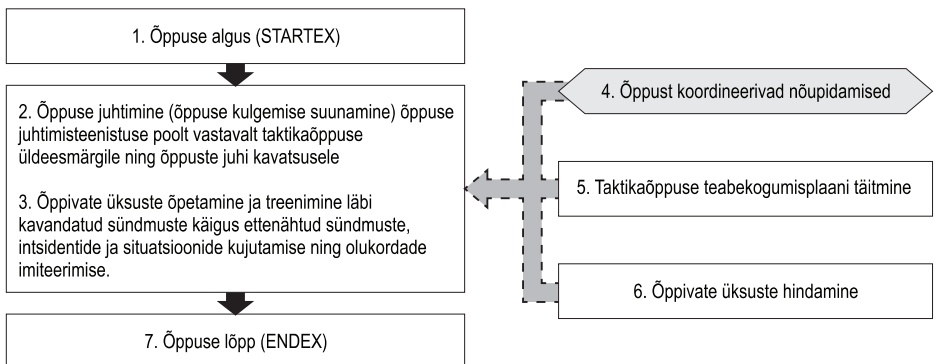 1. Õppuse algus (STARTEX)
2. Õppuse juhtimine (õppuse kulgemise suunamine) õppuse
juhtimisteenistuse poolt vastavalt taktikaõppuse
üldeesmärgile ning õppuste juhi kavatsusele
3. Õppivate üksuste õpetamine ja treenimine läbi
kavandatud sündmuste käigus ettenähtud sündmuste,
intsidentide ja situatsioonide kujutamise ning olukordade
imiteerimise.
4. Õppust koordineerivad nõupidamised
5. Taktikaõppuse teabekogumisplaani täitmine
6. Õppivate üksuste hindamine
7. Õppuse lõpp (ENDEX)